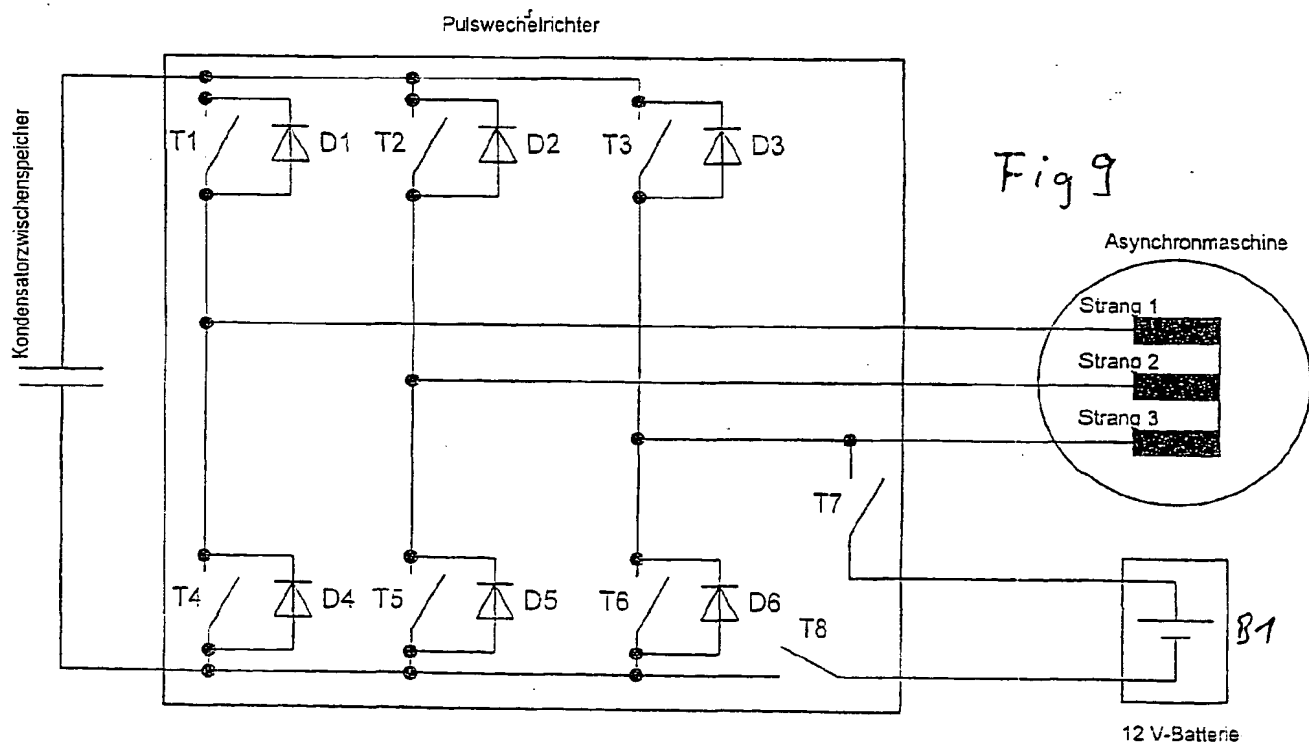 Pulswechselrichter
Kondensatorzwischenspeicher
T1
D1
T2
D2
T3
D3
Fig 9
Asynchronmaschine
Strang 1
Strang 2
Strang 3
T7
T4
D4
T5
D5
T6
D6
T8
B1
12 V-Batterie